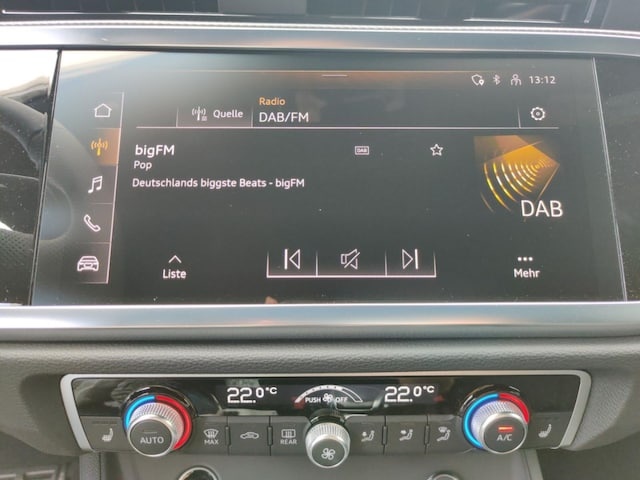 13:12
Radio
Quelle DAB/FM
bigFM
DAB
Pop
Deutschlands biggste Beats - bigFM
DAB
Liste
Mehr
22.0°C PUSH OFF 22.0°C
AUTO MAX REAR A/C